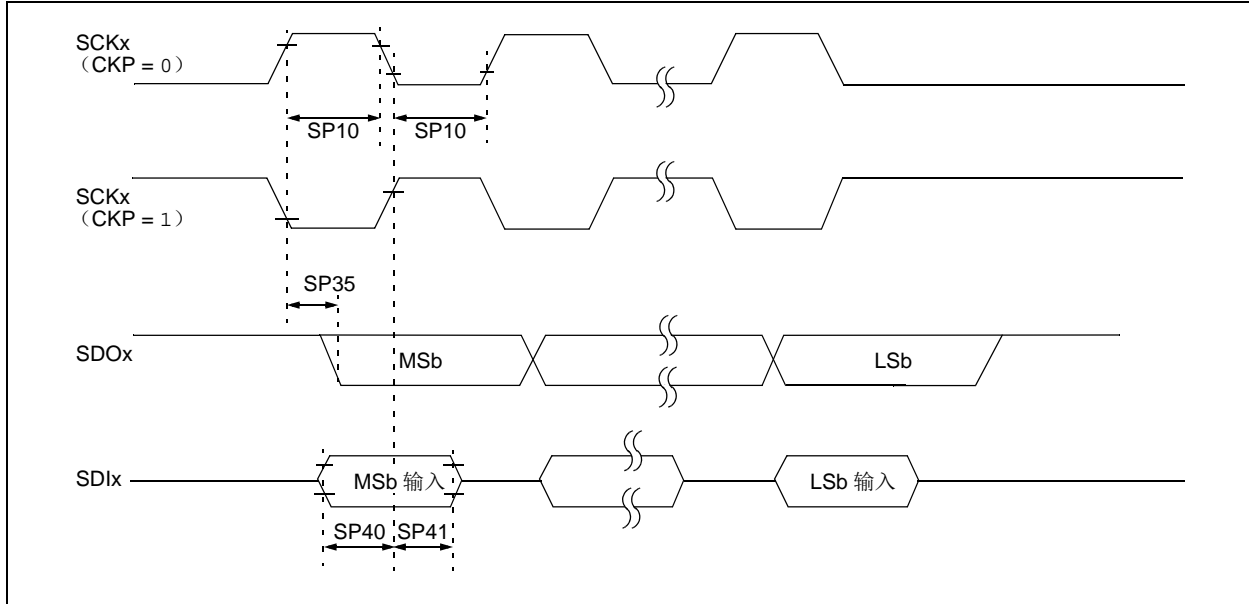 SCKx
（CKP = 0）
SP10
SP10
SCKx
（CKP = 1）
SP35
SDOx
MSb
LSb
SDIx
MSb 输入
LSb 输入
SP40
SP41